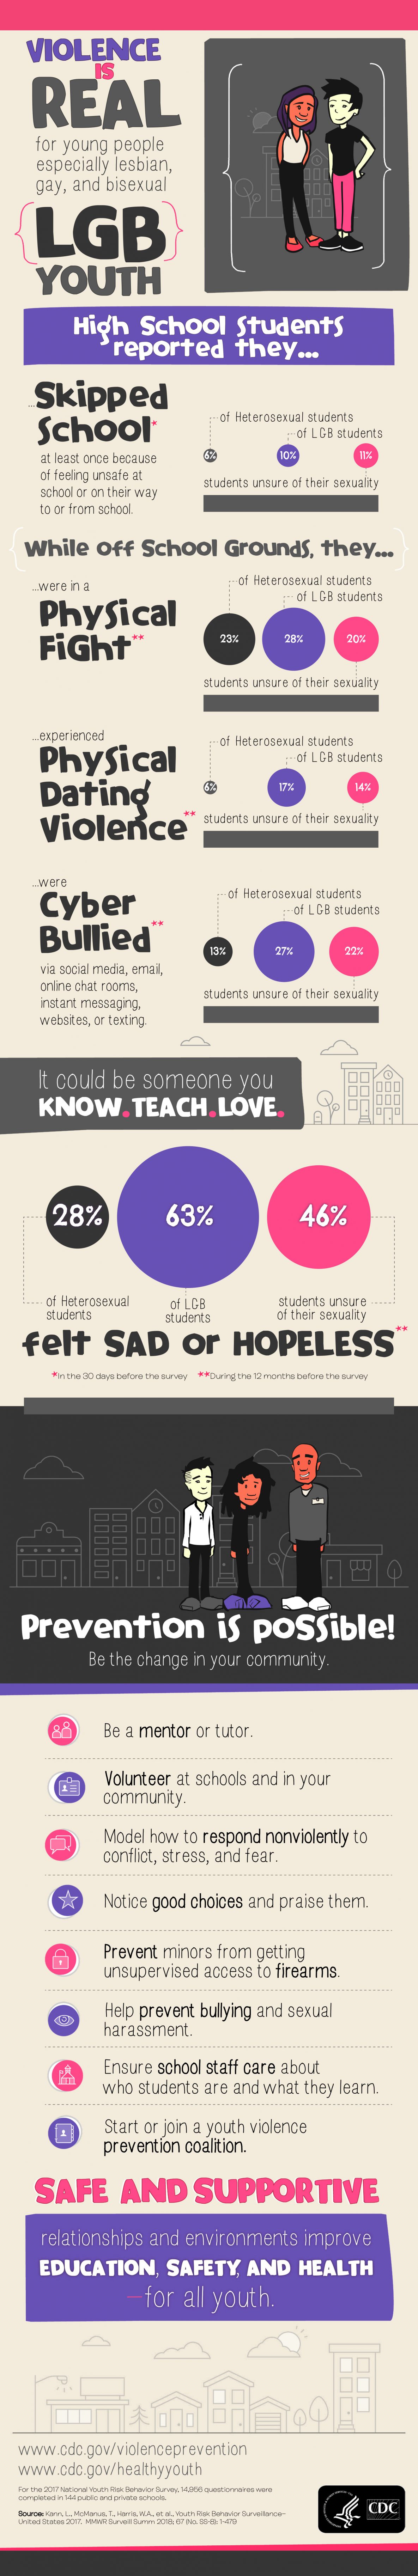 VIOLENCE
IS
REAL
for young people
especially lesbian,
gay, and bisexual
LGB
YOUTH
High School Students
reported they...
...Skipped
School*
at least once because
of feeling unsafe at
school or on their way
to or from school.
of Heterosexual students
of LGB students
6%
10%
11%
students unsure of their sexuality
While off School Grounds, they...
...were in a
Physical
Fight**
of Heterosexual students
of LGB students
23%
28%
20%
students unsure of their sexuality
...experienced
Physical
Dating
Violence**
of Heterosexual students
of LGB students
6%
17%
14%
students unsure of their sexuality
...were
Cyber
Bullied**
via social media, email,
online chat rooms,
instant messaging,
websites, or texting.
of Heterosexual students
of LGB students
13%
27%
22%
students unsure of their sexuality
It could be someone you
KNOW.TEACH.LOVE.
28%
63%
46%
of Heterosexual
students
of LGB
students
students unsure
of their sexuality
felt SAD or HOPELESS**
*In the 30 days before the survey **During the 12 months before the survey
Prevention is possible!
Be the change in your community.
Be a mentor or tutor.
Volunteer at schools and in your
community.
Model how to respond nonviolently to
conflict, stress, and fear.
Notice good choices and praise them.
Prevent minors from getting
unsupervised access to firearms.
Help prevent bullying and sexual
harassment.
Ensure school staff care about
who students are and what they learn.
Start or join a youth violence
prevention coalition.
SAFE AND SUPPORTIVE
relationships and environments improve
EDUCATION, SAFETY, AND HEALTH
—for all youth.
www.cdc.gov/violenceprevention
www.cdc.gov/healthyyouth
For the 2017 National Youth Risk Behavior Survey, 14,956 questionnaires were
completed in 144 public and private schools.
Source: Kann, L., McManus, T., Harris, W.A., et al., Youth Risk Behavior Surveillance—
United States 2017. MMWR Surveill Summ 2018; 67 (No. SS-8): 1-479
CDC